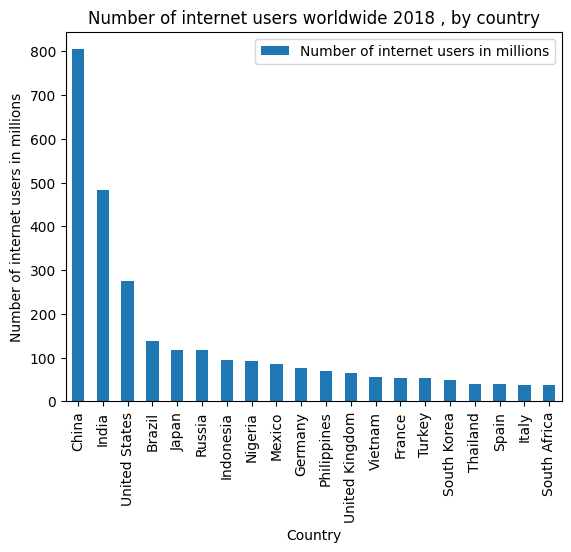 Number of internet users worldwide 2018 , by country
Number of internet users in millions
Number of internet users in millions
800
700
600
500
400
300
200
100
0
China
India
United States
Brazil
Japan
Russia
Indonesia
Nigeria
Mexico
Germany
Philippines
United Kingdom
Vietnam
France
Turkey
South Korea
Thailand
Spain
Italy
South Africa
Country